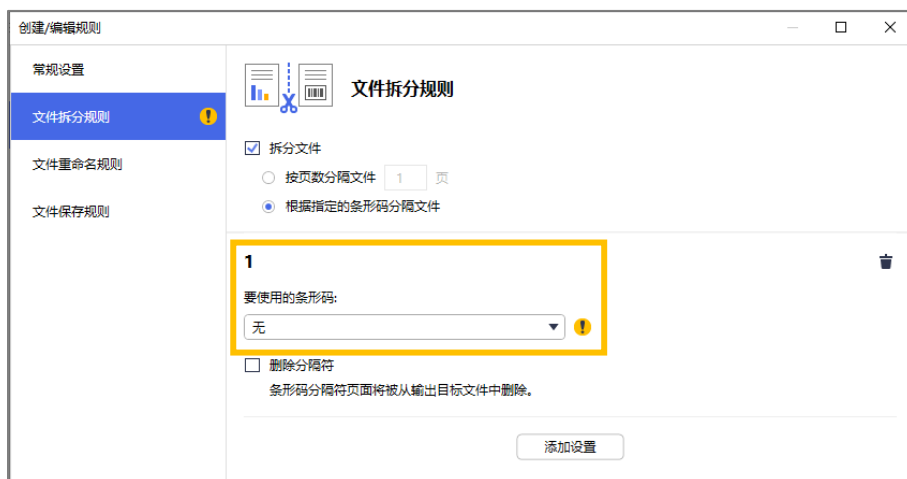 创建/编辑规则
常规设置
文件拆分规则
文件重命名规则
文件保存规则
文件拆分规则
拆分文件
按页数分隔文件 1 页
根据指定的条形码分隔文件
1
要使用的条形码:
无
删除分隔符
条形码分隔符页面将被从输出目标文件中删除。
添加设置